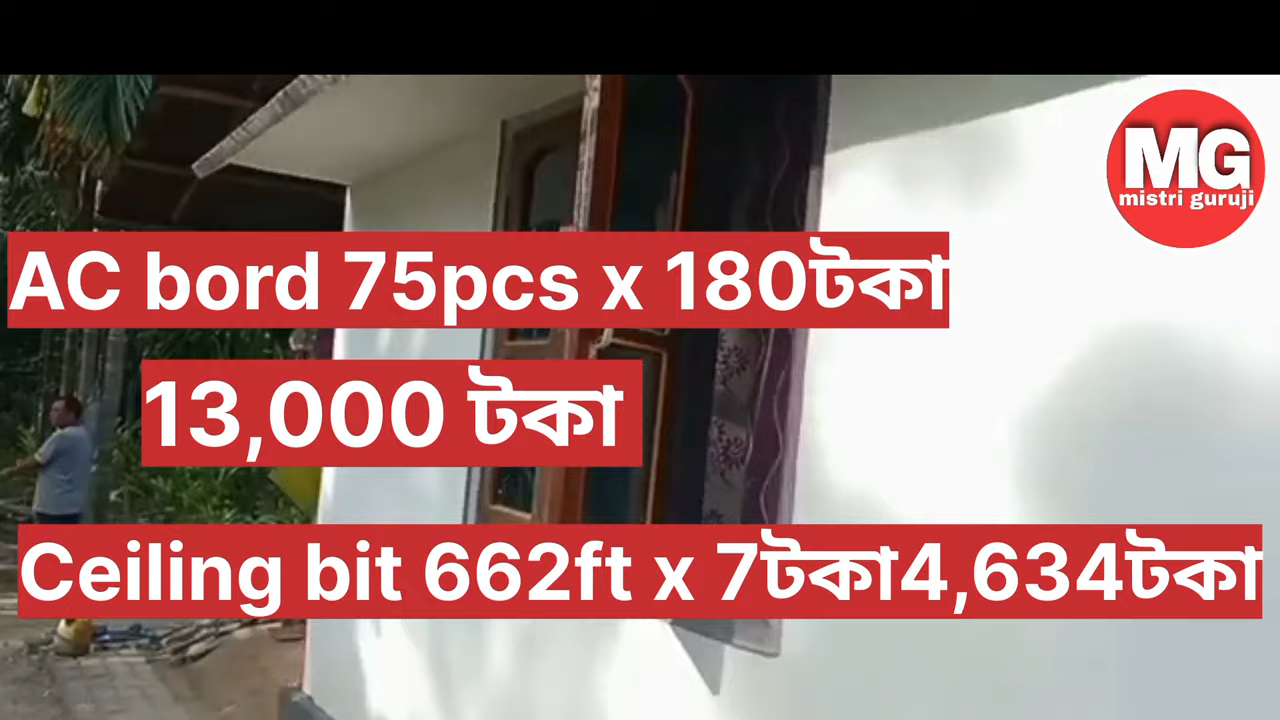 MG
mistri guruji
AC bord 75pcs x 180টকা
13,000 টকা
Ceiling bit 662ft x 7টকা4,634টকা